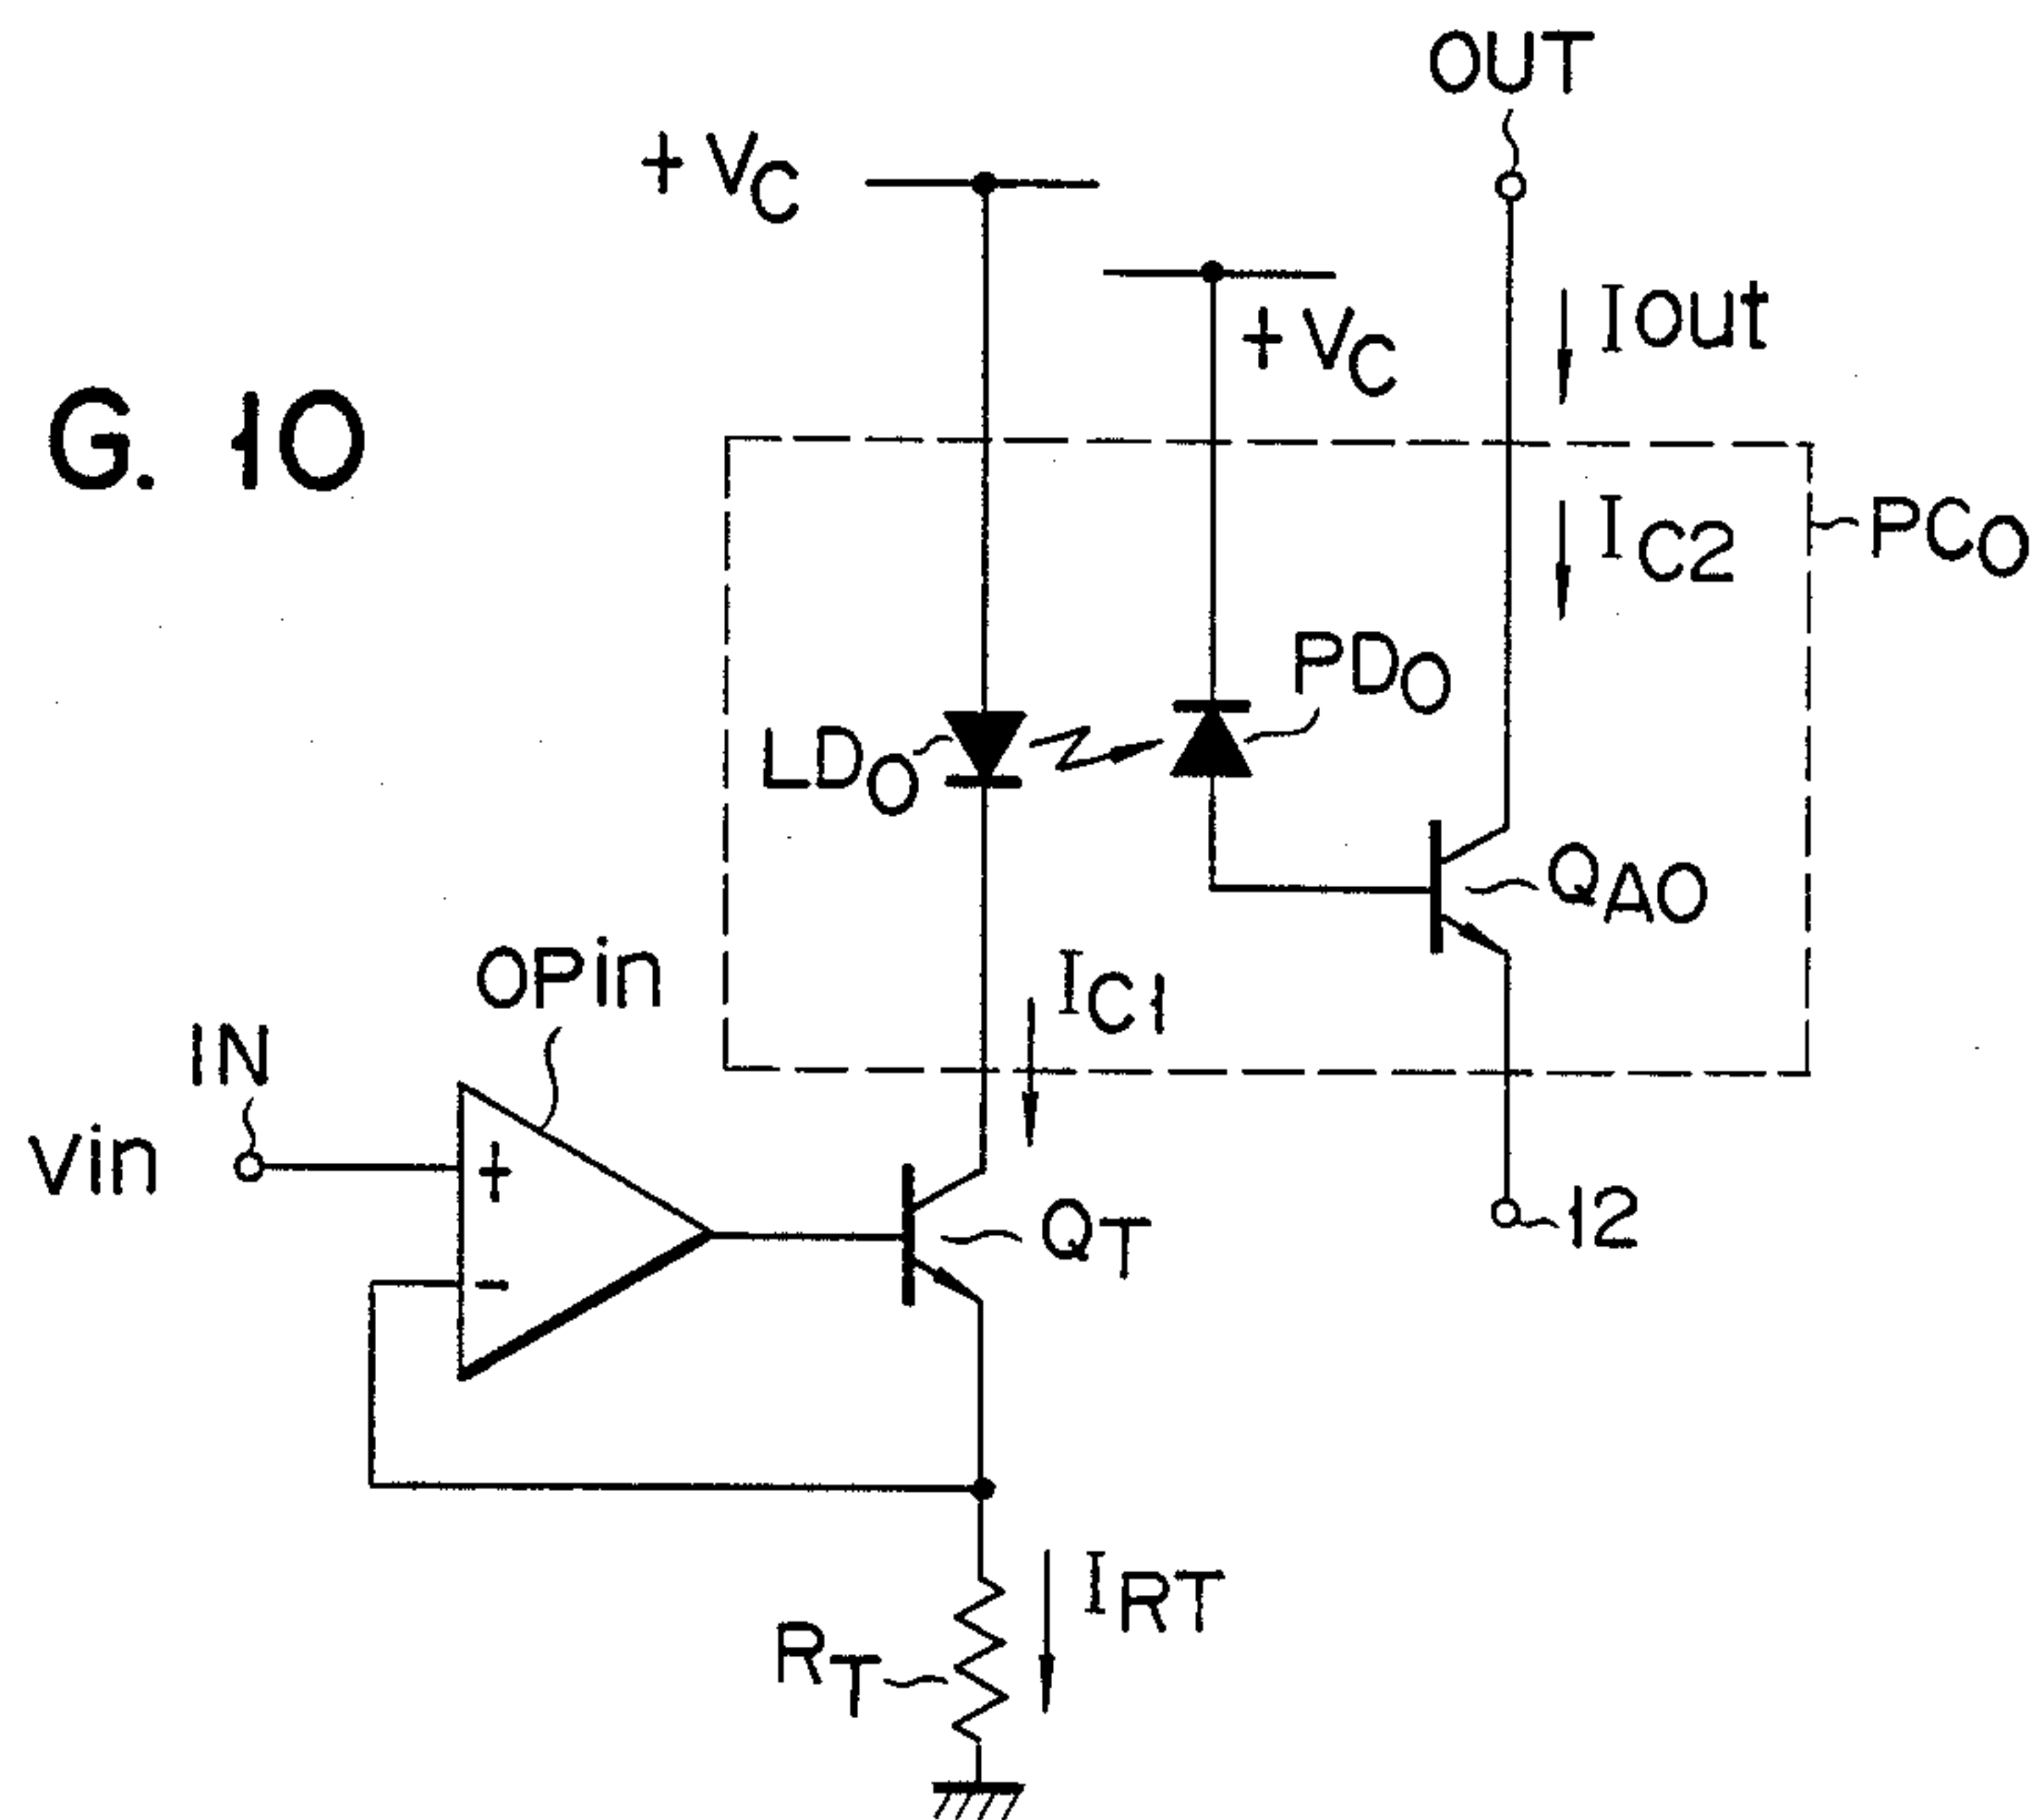 OUT
+ VC
Iout
+ VC
G. 10
IC2
PCO
PDO
LDO
QAO
OPin
IC1
IN
Vin
+
QT
12
-
IRT
RT